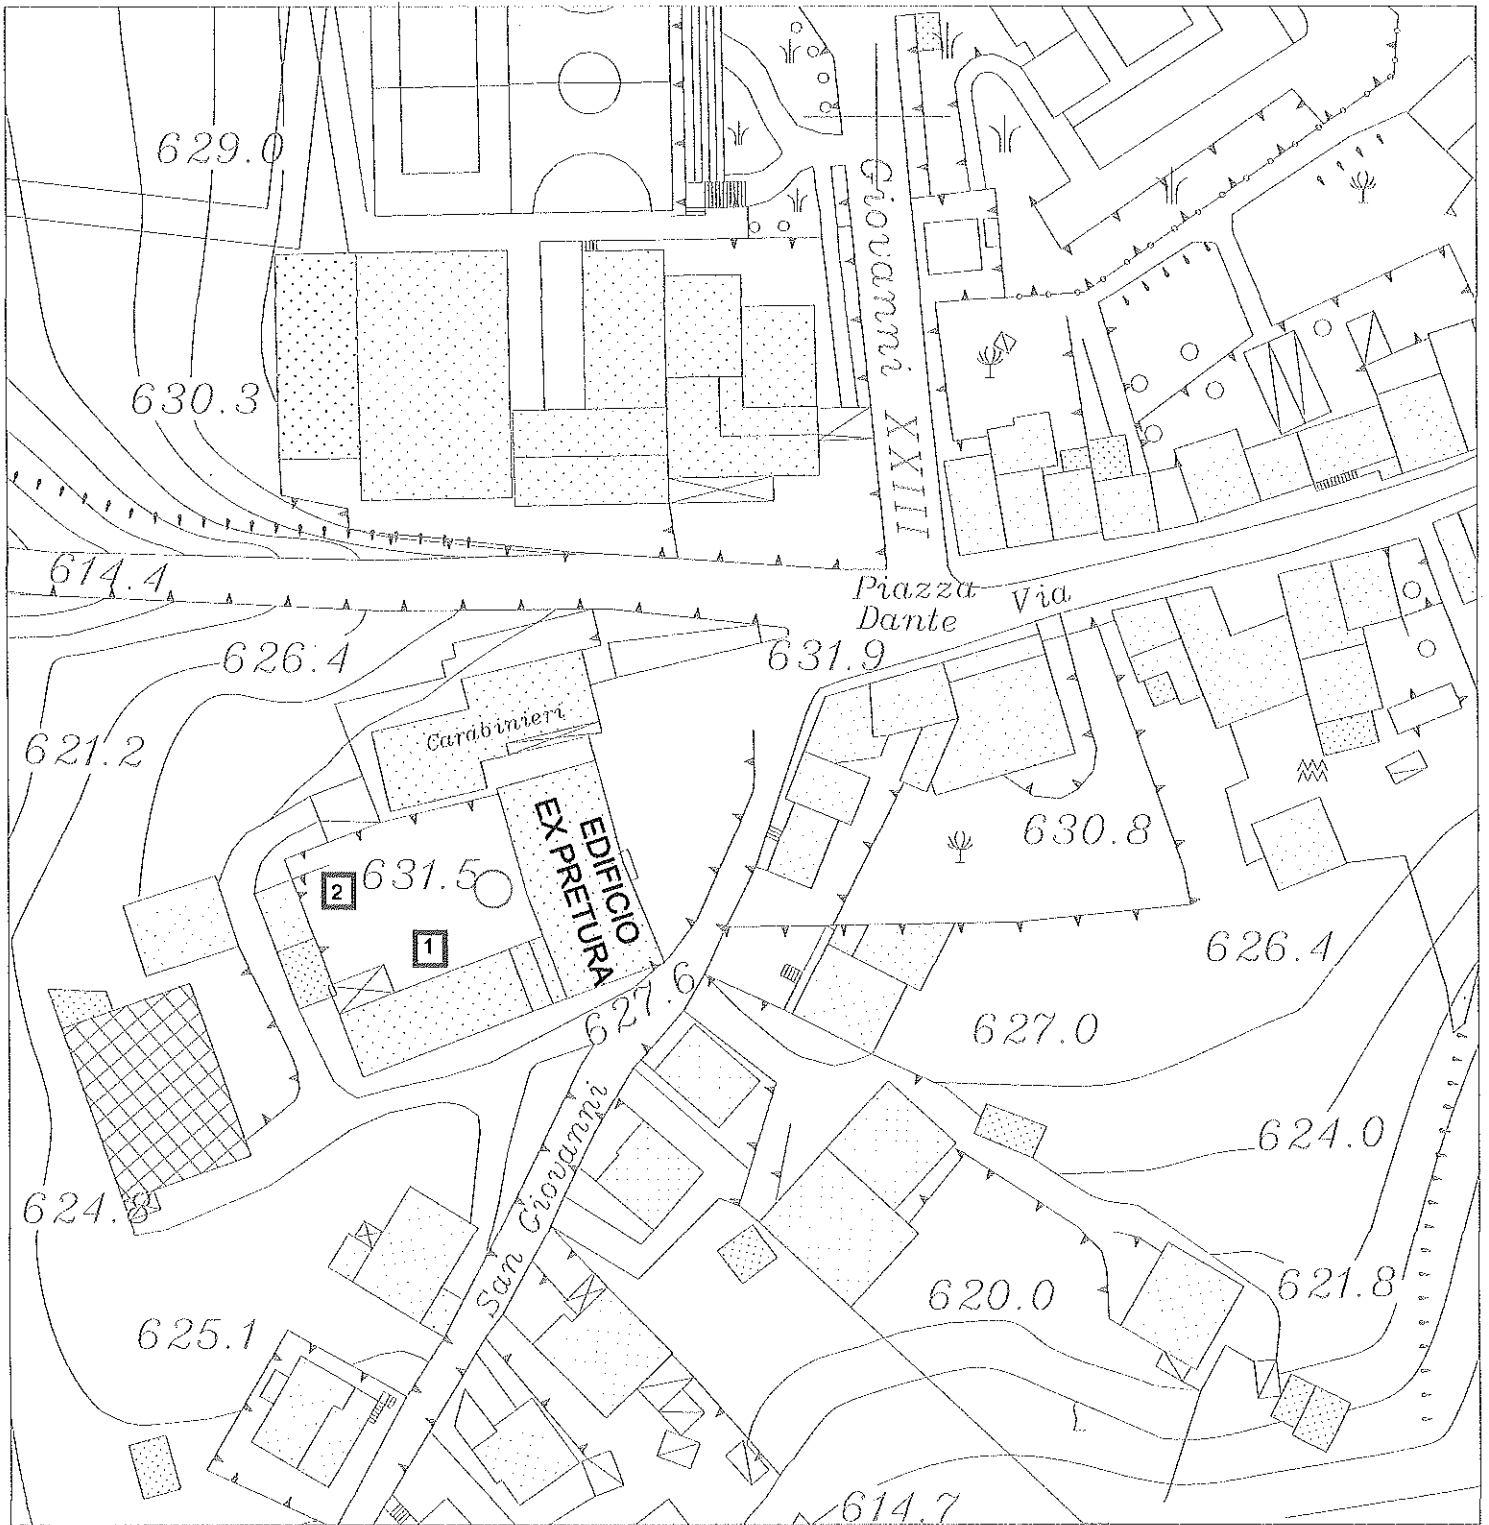 629.0
Giovanni XXIII
630.3
614.4
Piazza
Dante
Via
626.4
631.9
621.2
Carabinieri
EDIFICIO
EX PRETURA
630.8
2
631.5
1
626.4
627.6
627.0
624.0
624.8
San Giovanni
620.0
621.8
625.1
614.7